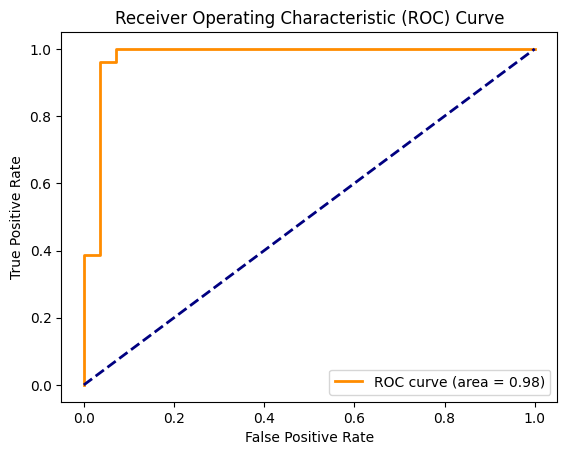 Receiver Operating Characteristic (ROC) Curve
1.0
0.8
0.6
0.4
0.2
0.0
True Positive Rate
ROC curve (area = 0.98)
0.0 0.2 0.4 0.6 0.8 1.0
False Positive Rate